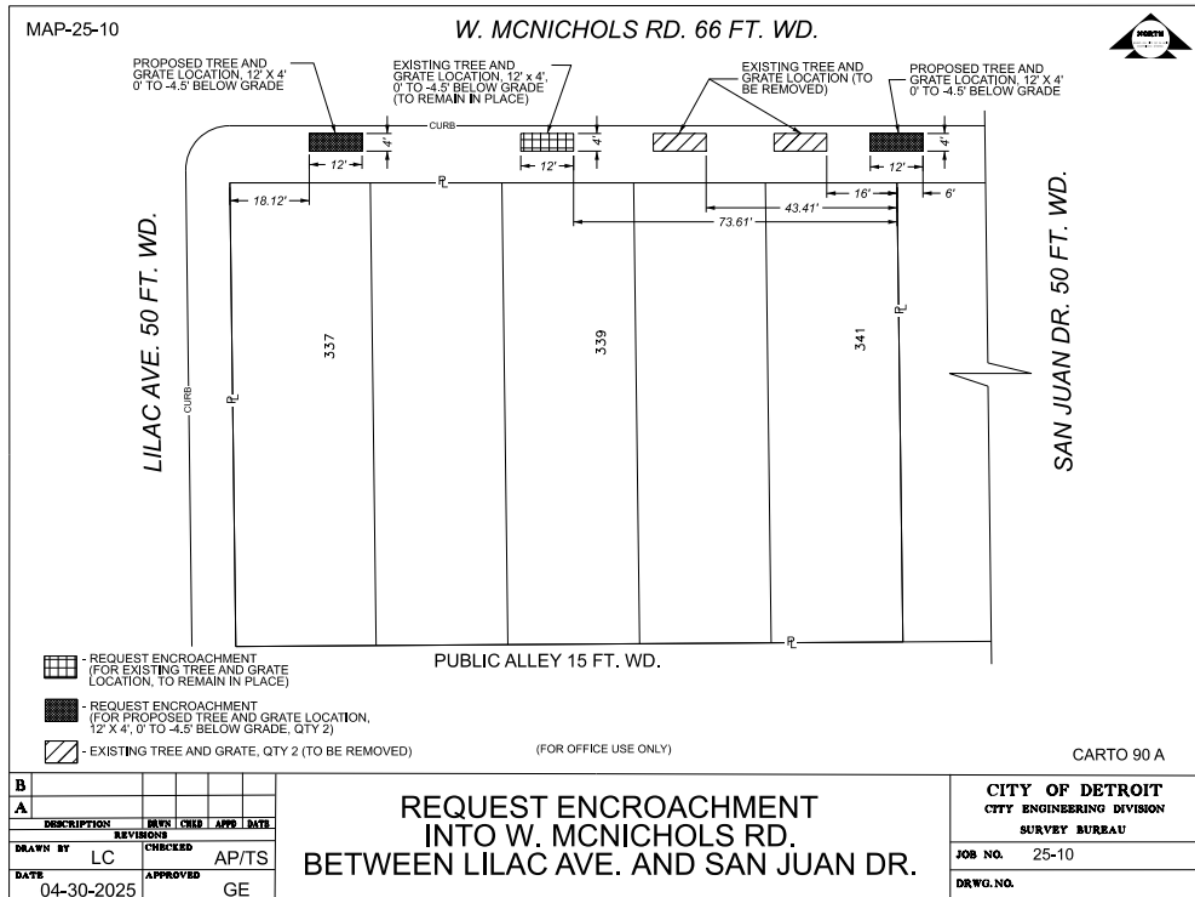 MAP-25-10
W. MCNICHOLS RD. 66 FT. WD.
NORTH
PROPOSED TREE AND
GRATE LOCATION, 12' X 4'
0' TO -4.5' BELOW GRADE
EXISTING TREE AND
GRATE LOCATION, 12' x 4',
0' TO -4.5' BELOW GRADE
(TO REMAIN IN PLACE)
EXISTING TREE AND
GRATE LOCATION (TO
BE REMOVED)
PROPOSED TREE AND
GRATE LOCATION, 12' X 4'
0' TO -4.5' BELOW GRADE
CURB
4'
4'
4'
12'
12'
12'
PL
18.12'
16'
6'
43.41'
73.61'
LILAC AVE. 50 FT. WD.
CURB
PL
337
339
341
PL
SAN JUAN DR. 50 FT. WD.
PL
PUBLIC ALLEY 15 FT. WD.
- REQUEST ENCROACHMENT
(FOR EXISTING TREE AND GRATE
LOCATION, TO REMAIN IN PLACE)
- REQUEST ENCROACHMENT
(FOR PROPOSED TREE AND GRATE LOCATION,
12' X 4', 0' TO -4.5' BELOW GRADE, QTY 2)
- EXISTING TREE AND GRATE, QTY 2 (TO BE REMOVED)
(FOR OFFICE USE ONLY)
CARTO 90 A
B
A
DESCRIPTION DRWN CHKD APPD DATE
REVISIONS
DRAWN BY LC
CHECKED AP/TS
DATE 04-30-2025
APPROVED GE
REQUEST ENCROACHMENT
INTO W. MCNICHOLS RD.
BETWEEN LILAC AVE. AND SAN JUAN DR.
CITY OF DETROIT
CITY ENGINEERING DIVISION
SURVEY BUREAU
JOB NO. 25-10
DRWG. NO.